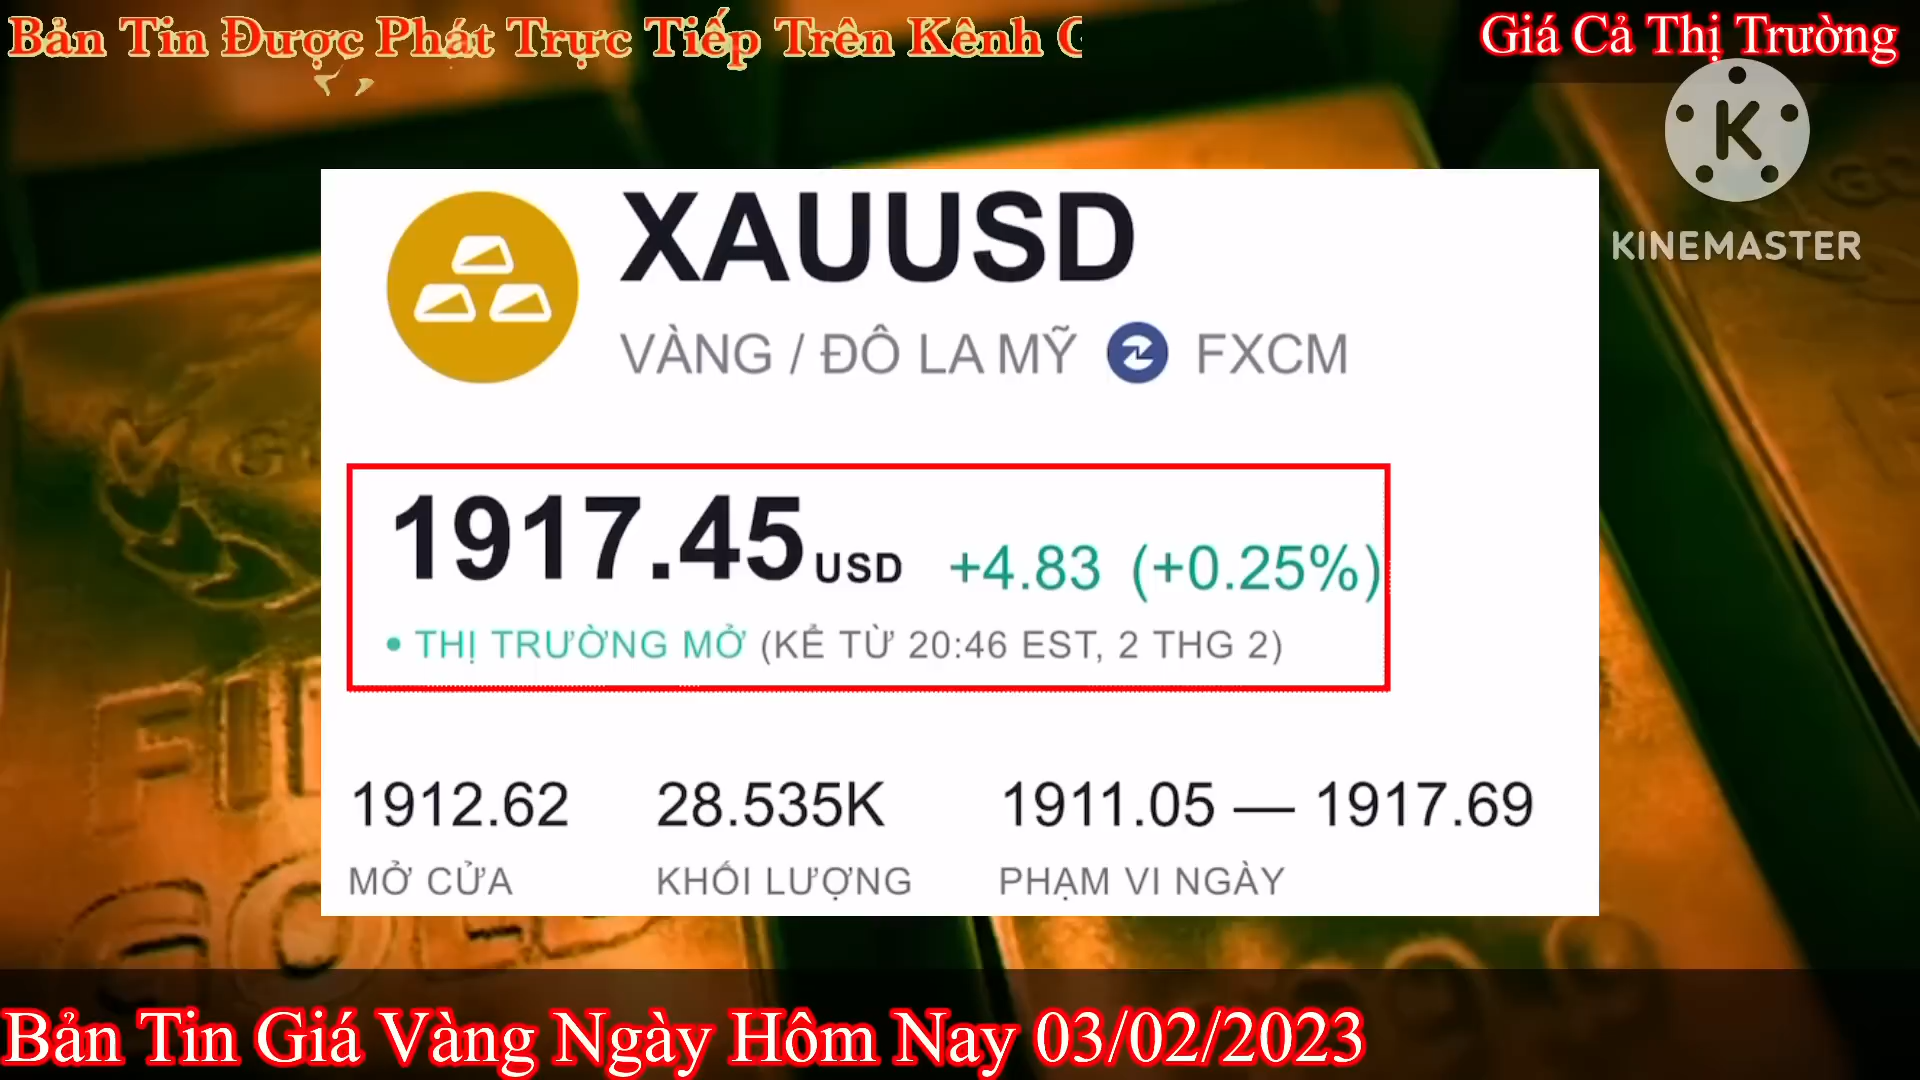 Bản Tin Được Phát Trực Tiếp Trên Kênh
Giá Cả Thị Trường
K
KINEMASTER
XAUUSD
VÀNG / ĐÔ LA MỸ FXCM
1917.45 USD +4.83 (+0.25%)
• THỊ TRƯỜNG MỞ (KỂ TỪ 20:46 EST, 2 THG 2)
1912.62 28.535K 1911.05 — 1917.69
MỞ CỬA KHỐI LƯỢNG PHẠM VI NGÀY
Bản Tin Giá Vàng Ngày Hôm Nay 03/02/2023